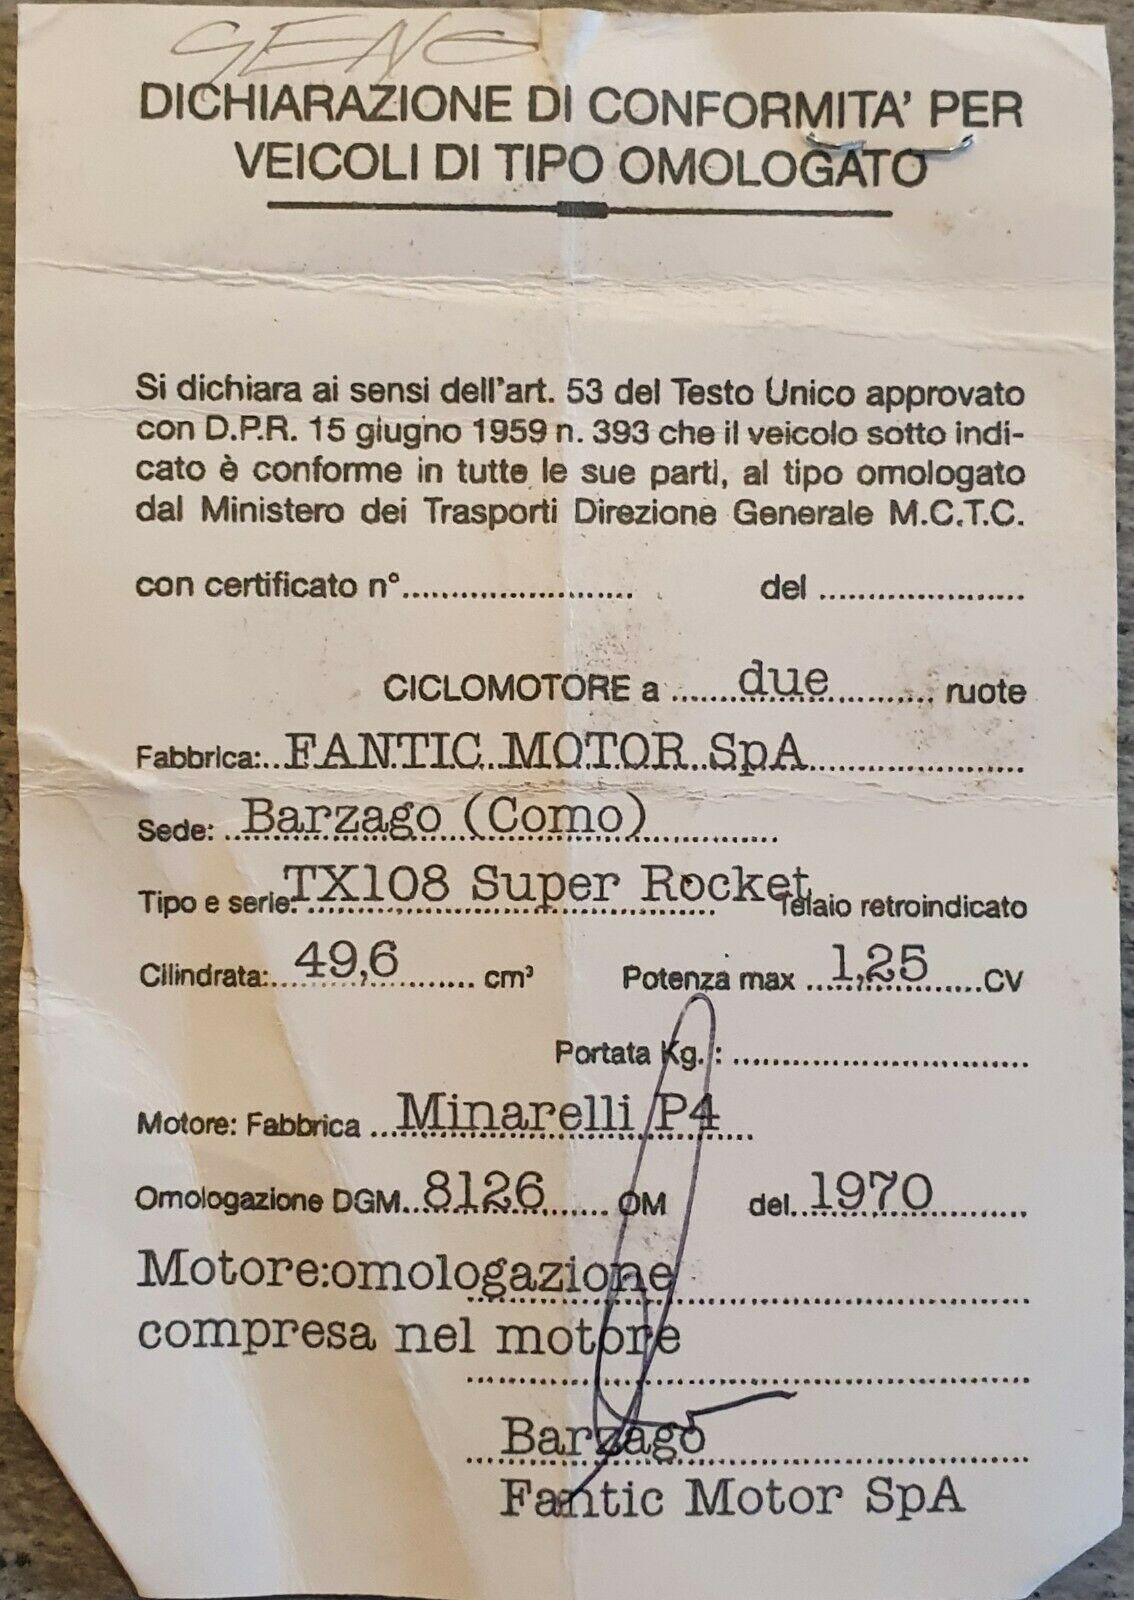 GENO
DICHIARAZIONE DI CONFORMITA' PER
VEICOLI DI TIPO OMOLOGATO
Si dichiara ai sensi dell'art. 53 del Testo Unico approvato
con D.P.R. 15 giugno 1959 n. 393 che il veicolo sotto indi-
cato è conforme in tutte le sue parti, al tipo omologato
dal Ministero dei Trasporti Direzione Generale M.C.T.C.
con certificato n°........................ del .....................
CICLOMOTORE a ......due........... ruote
Fabbrica:..FANTIC MOTOR SpA......................
Sede: ..Barzago (Como)..............
Tipo e serie:TX108 Super Rocket Telaio retroindicato
Cilindrata:...49,6........ cm³ Potenza max ...1,25......CV
Portata Kg. : ..............................
Motore: Fabbrica ...Minarelli P4....
Omologazione DGM...8126....... OM del..1970..........
Motore:omologazione
compresa nel motore
Barzago
Fantic Motor SpA